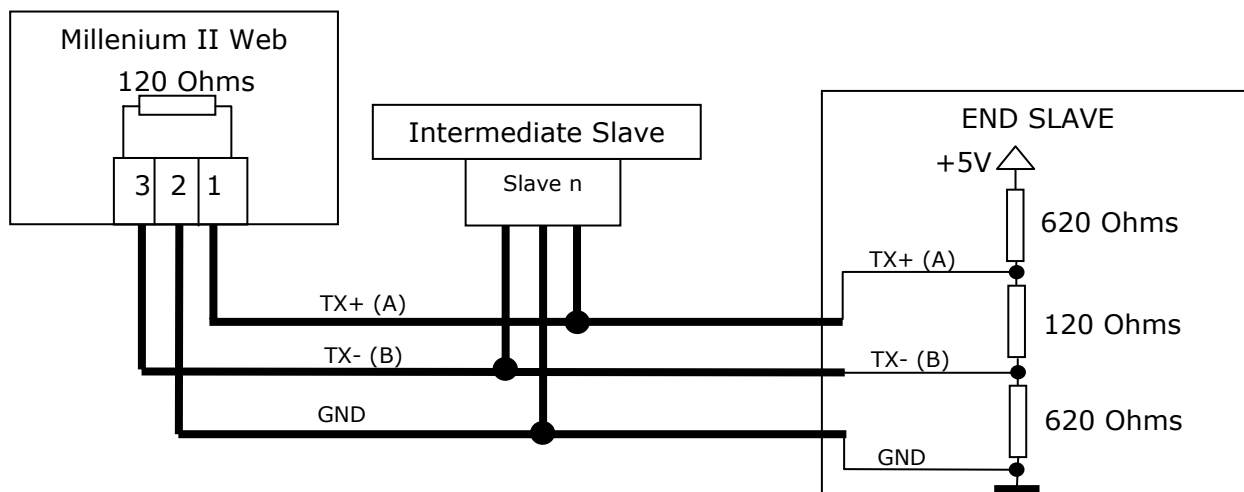 Millenium II Web
120 Ohms
3 2 1
Intermediate Slave
Slave n
TX+ (A)
TX- (B)
GND
END SLAVE
+5V
620 Ohms
TX+ (A)
120 Ohms
TX- (B)
620 Ohms
GND